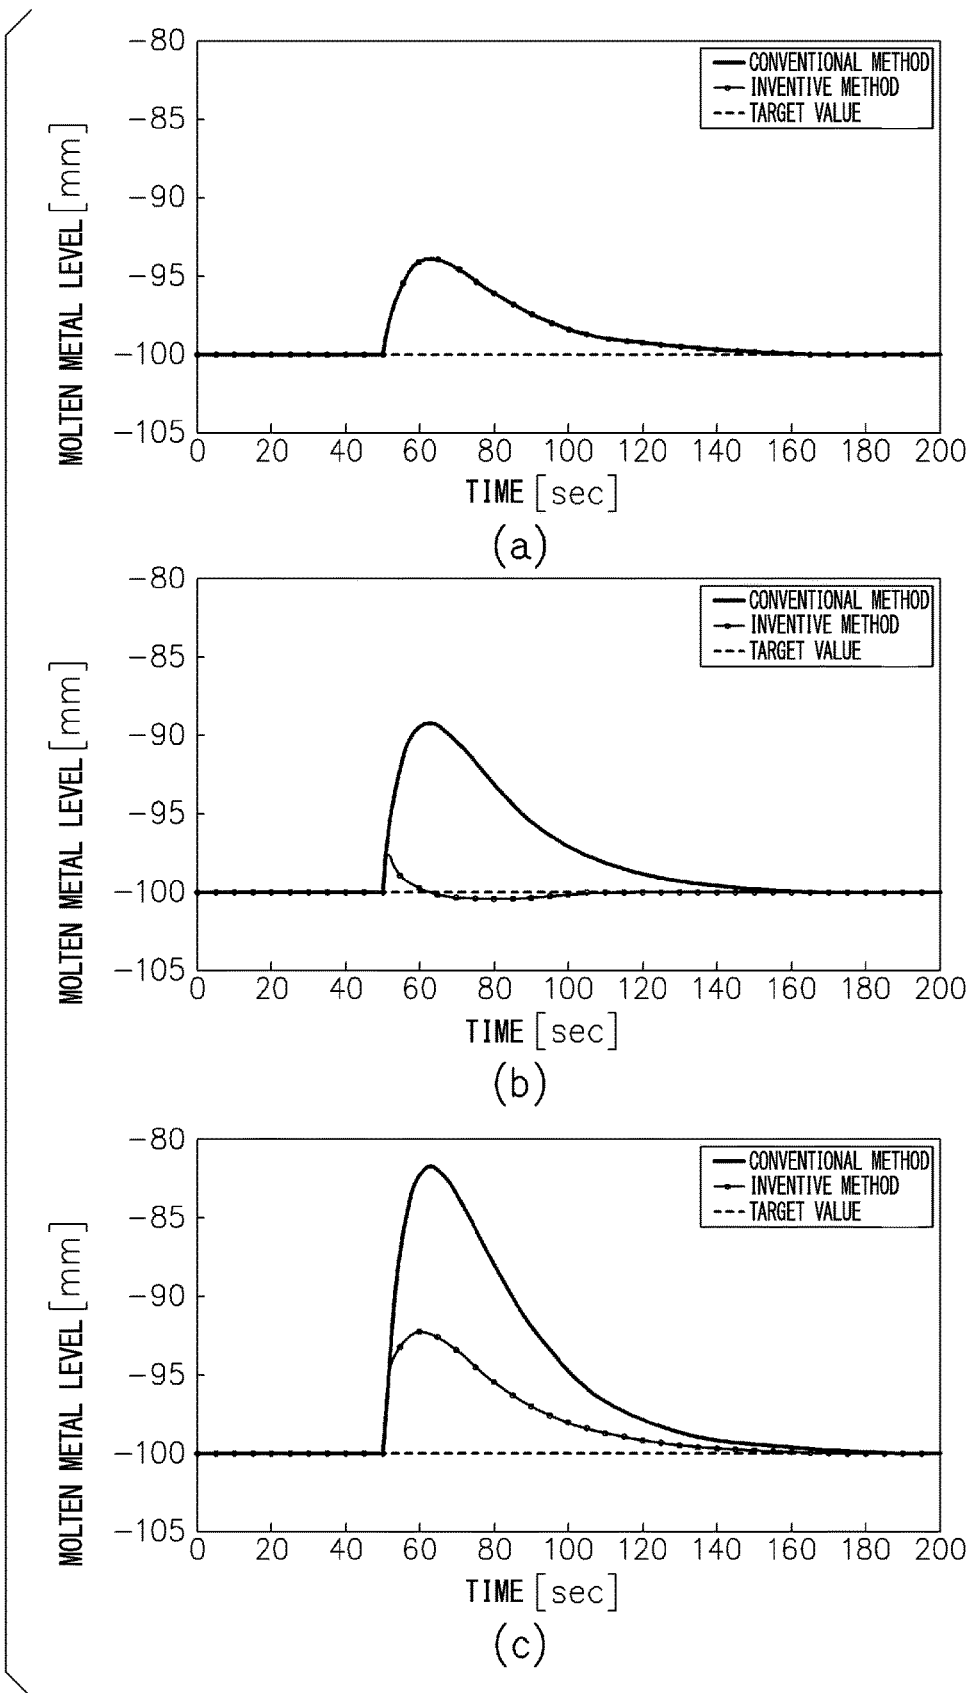 -80
-85
-90
-95
-100
-105
MOLTEN METAL LEVEL [mm]
CONVENTIONAL METHOD
INVENTIVE METHOD
TARGET VALUE
0 20 40 60 80 100 120 140 160 180 200
TIME [sec]
(a)
-80
-85
-90
-95
-100
-105
MOLTEN METAL LEVEL [mm]
CONVENTIONAL METHOD
INVENTIVE METHOD
TARGET VALUE
0 20 40 60 80 100 120 140 160 180 200
TIME [sec]
(b)
-80
-85
-90
-95
-100
-105
MOLTEN METAL LEVEL [mm]
CONVENTIONAL METHOD
INVENTIVE METHOD
TARGET VALUE
0 20 40 60 80 100 120 140 160 180 200
TIME [sec]
(c)